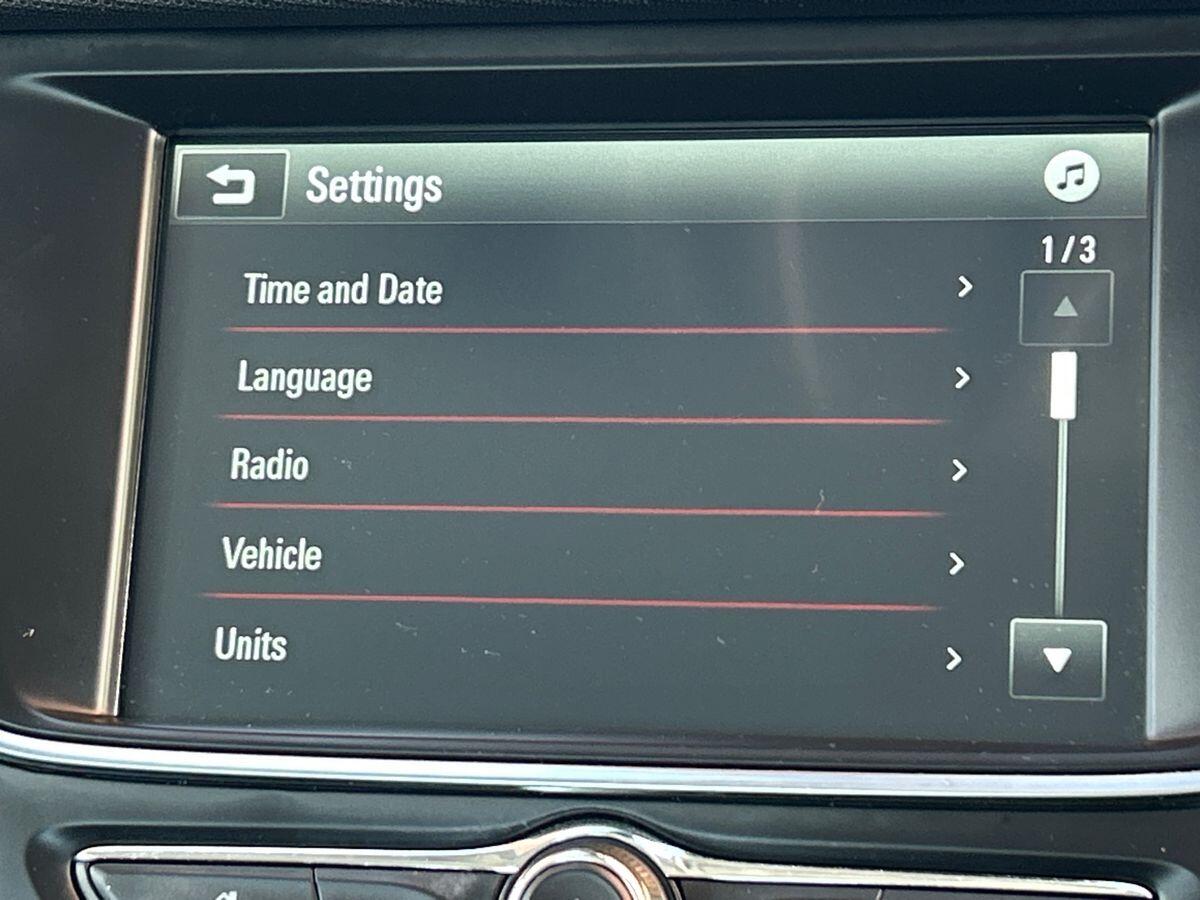 Settings
1/3
Time and Date
Language
Radio
Vehicle
Units